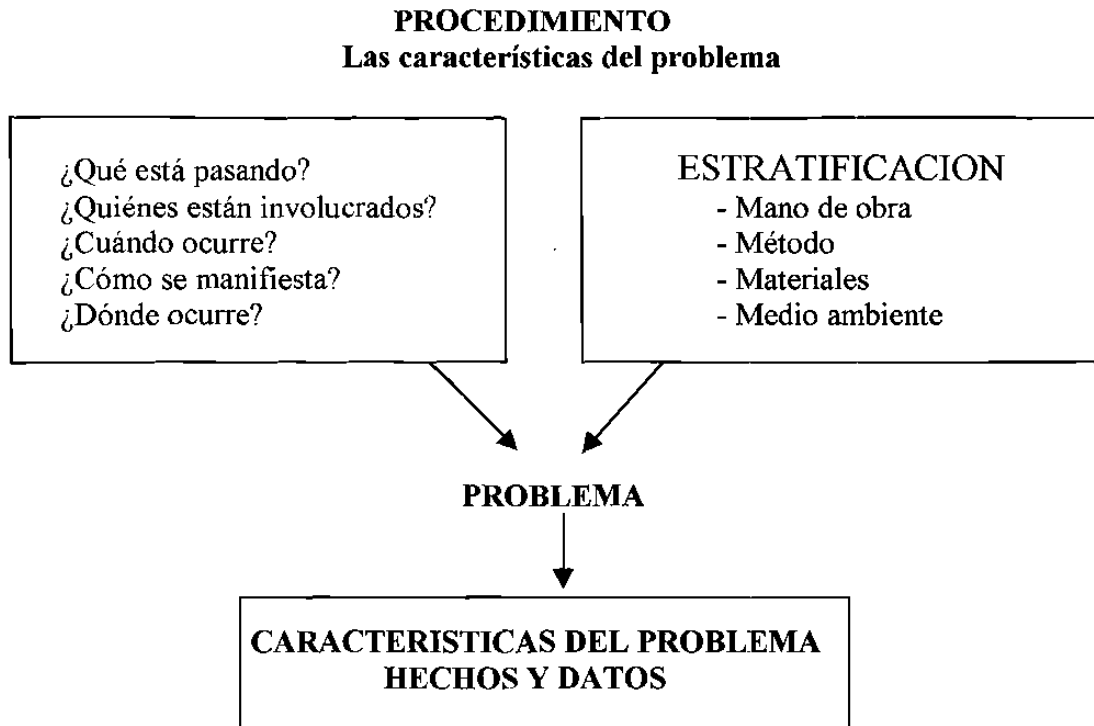 PROCEDIMIENTO
Las características del problema
¿Qué está pasando?
¿Quiénes están involucrados?
¿Cuándo ocurre?
¿Cómo se manifiesta?
¿Dónde ocurre?
ESTRATIFICACION
- Mano de obra
- Método
- Materiales
- Medio ambiente
PROBLEMA
CARACTERISTICAS DEL PROBLEMA
HECHOS Y DATOS